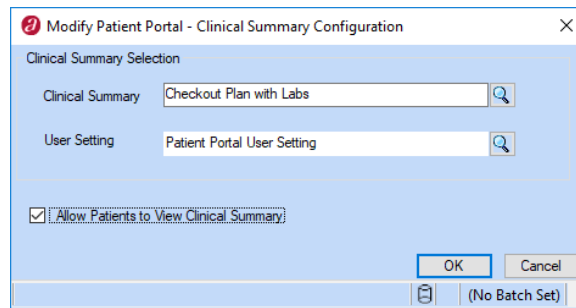 Modify Patient Portal - Clinical Summary Configuration
Clinical Summary Selection
Clinical Summary Checkout Plan with Labs
User Setting Patient Portal User Setting
Allow Patients to View Clinical Summary
OK Cancel
(No Batch Set)